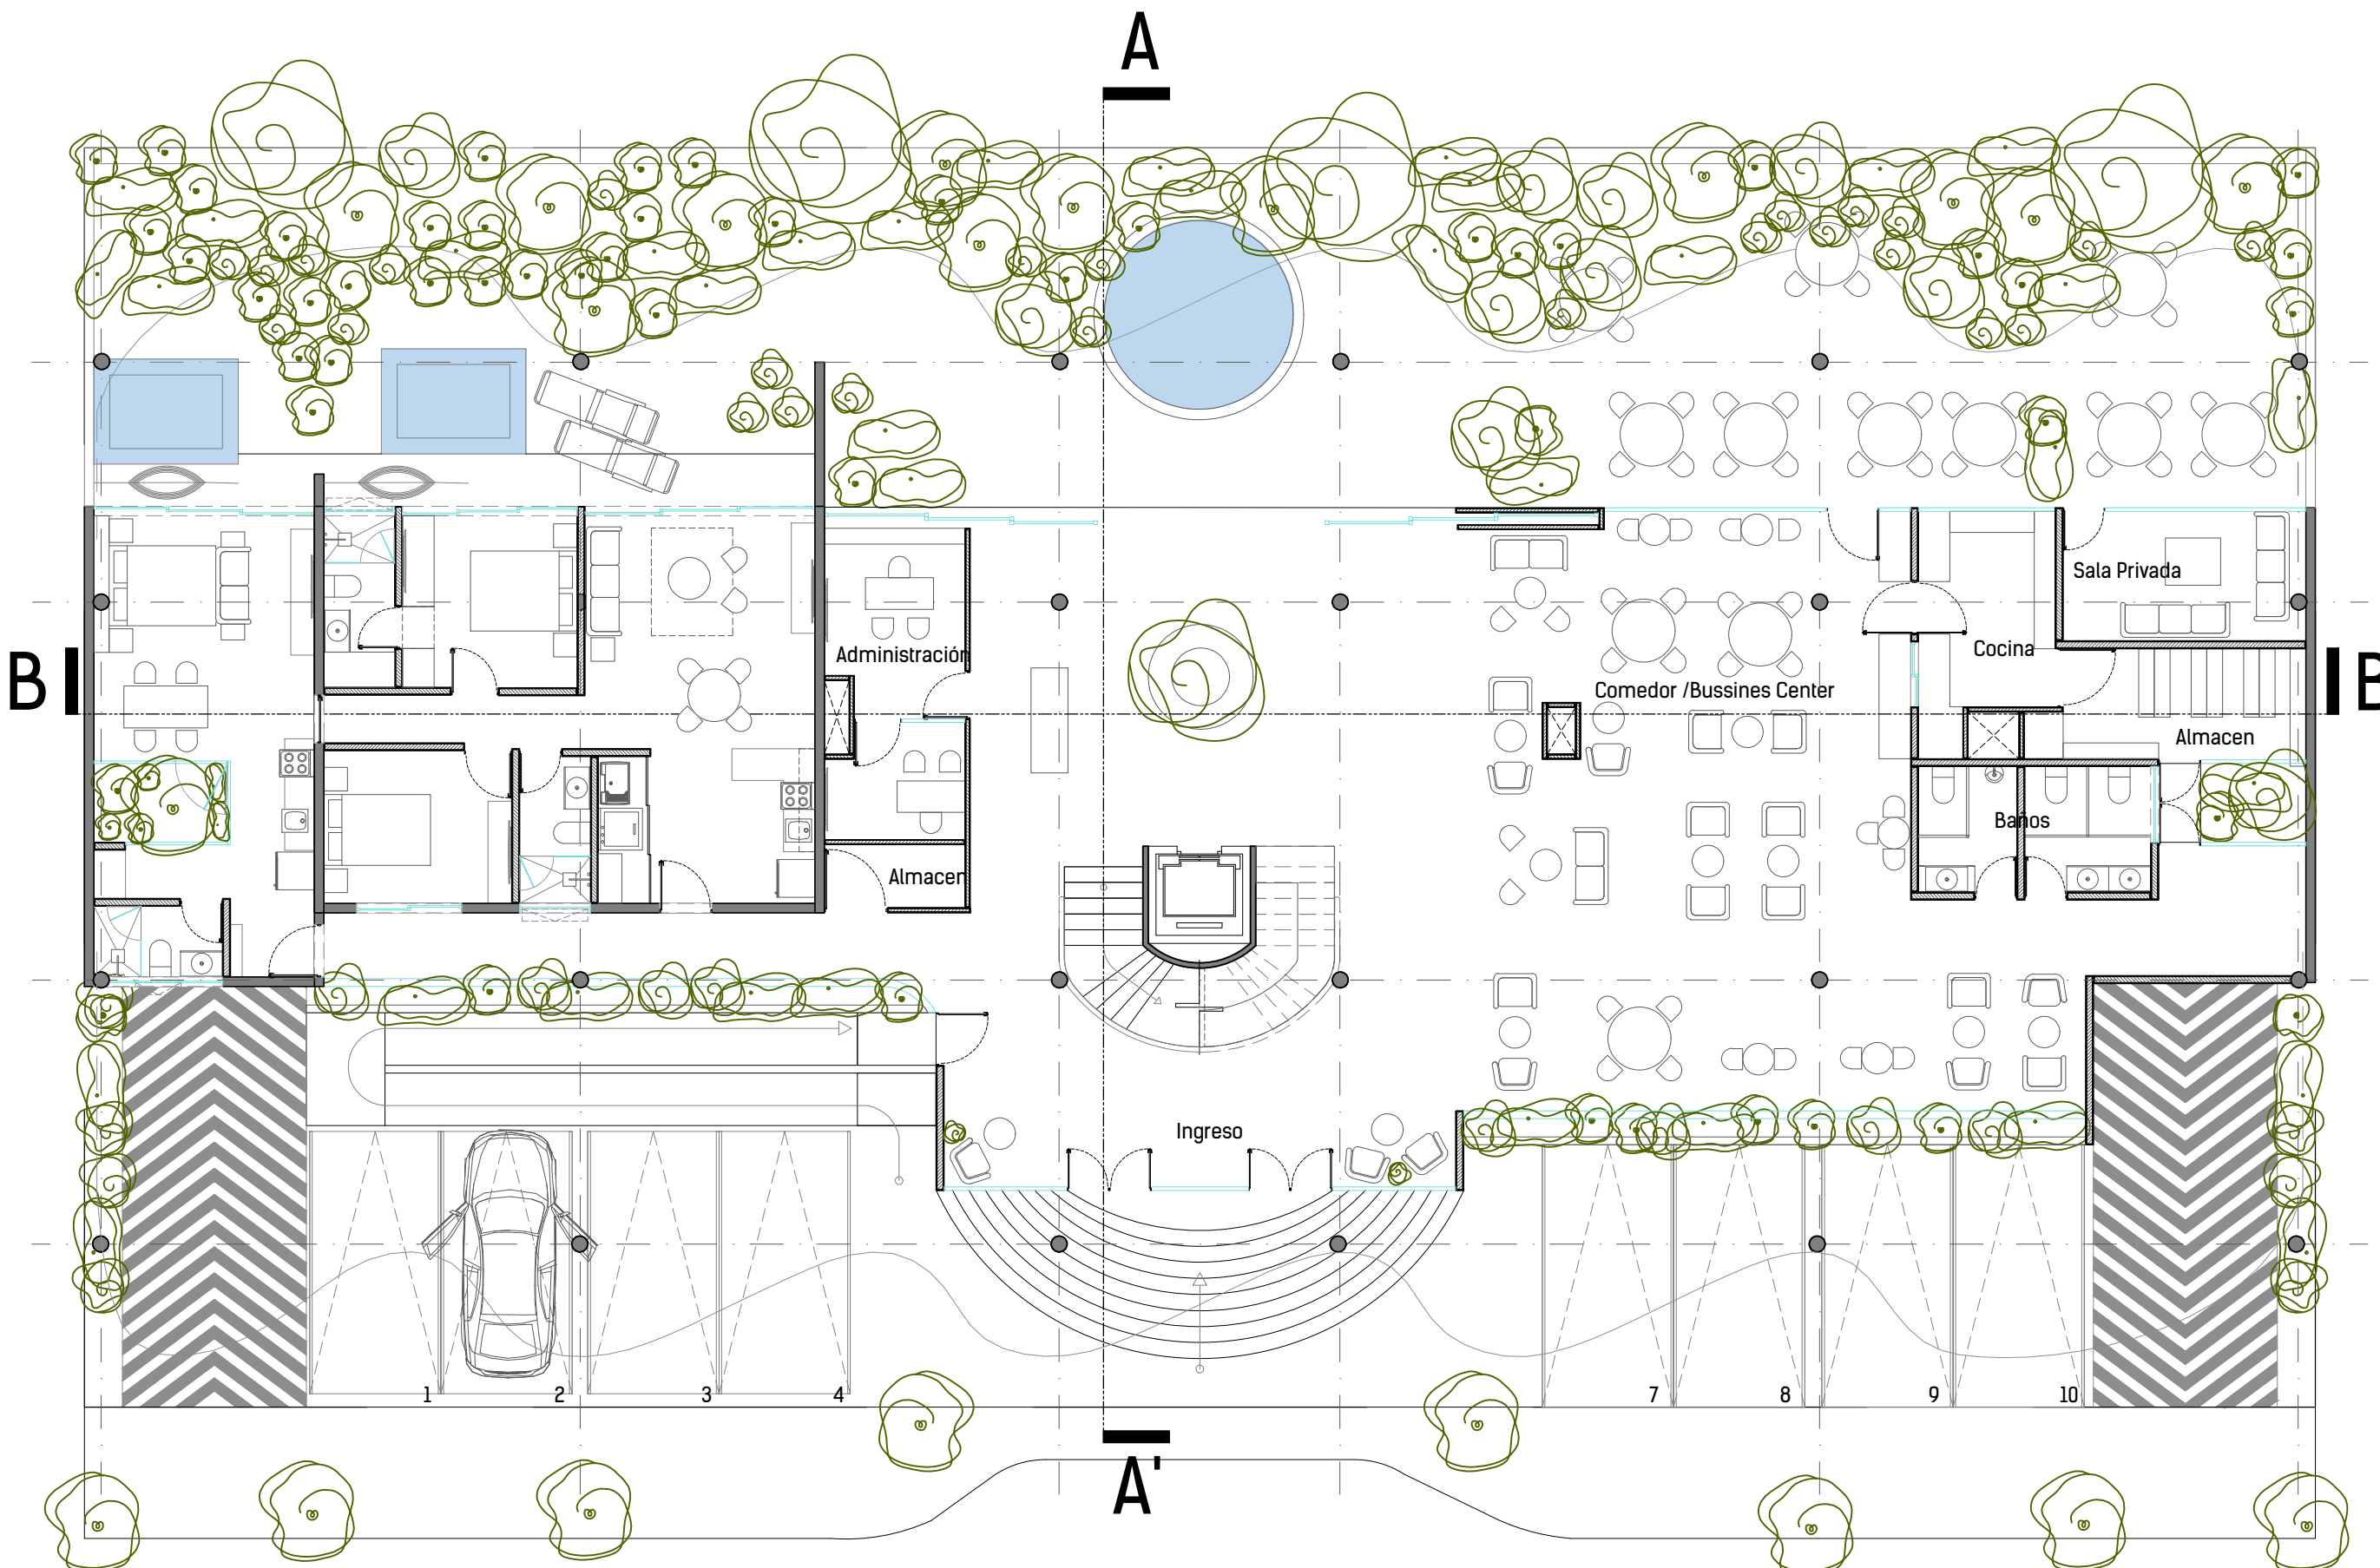 A
Sala Privada
Administración
Cocina
B
Comedor /Bussines Center
B
Almacen
Baños
Almacen
Ingreso
1
2
3
4
7
8
9
10
A'